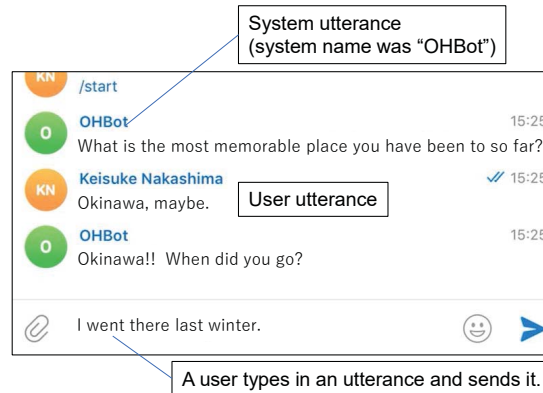 System utterance
(system name was “OHBot”)
KN
/start
OHBot
15:25
O
What is the most memorable place you have been to so far?
Keisuke Nakashima
15:25
KN
Okinawa, maybe.
User utterance
OHBot
15:25
O
Okinawa!! When did you go?
I went there last winter.
A user types in an utterance and sends it.